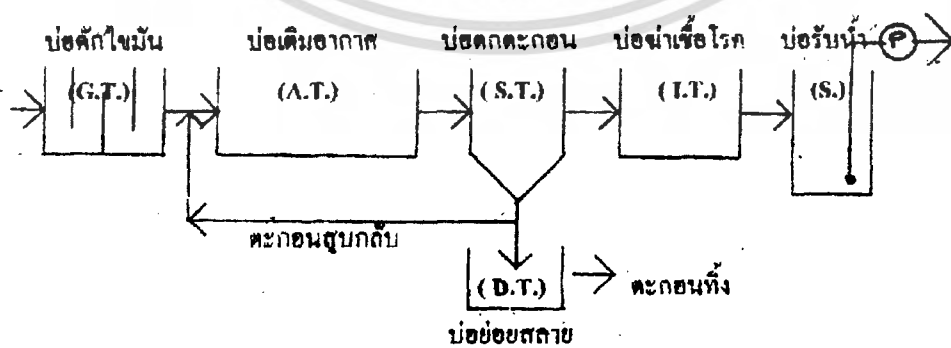 บ่อดักไขมัน บ่อเติมอากาศ บ่อตกตะกอน บ่อฆ่าเชื้อโรค บ่อรับน้ำ P
(G.T.) (A.T.) (S.T.) (I.T.) (S.)
ตะกอนสูบกลับ
(D.T.) ตะกอนทิ้ง
บ่อย่อยสลาย